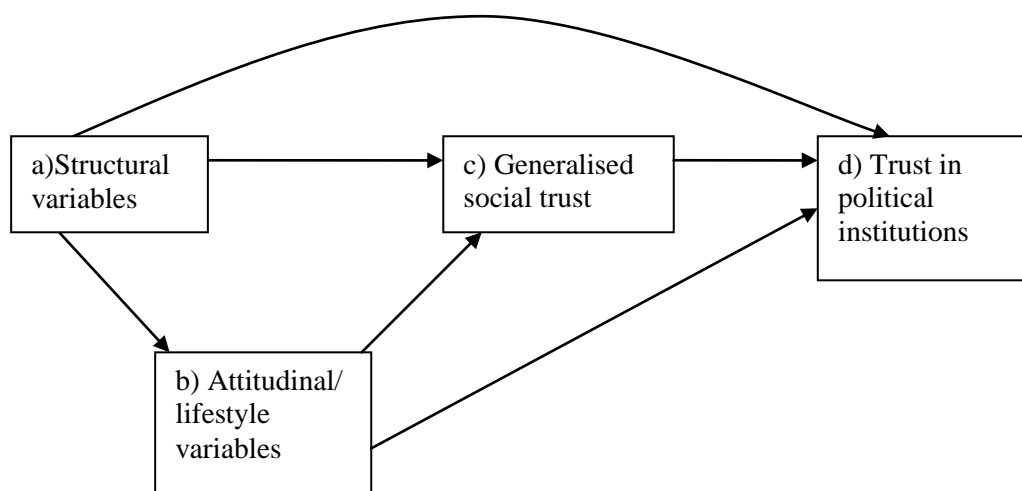 a)Structural
variables
c) Generalised
social trust
d) Trust in
political
institutions
b) Attitudinal/
lifestyle
variables